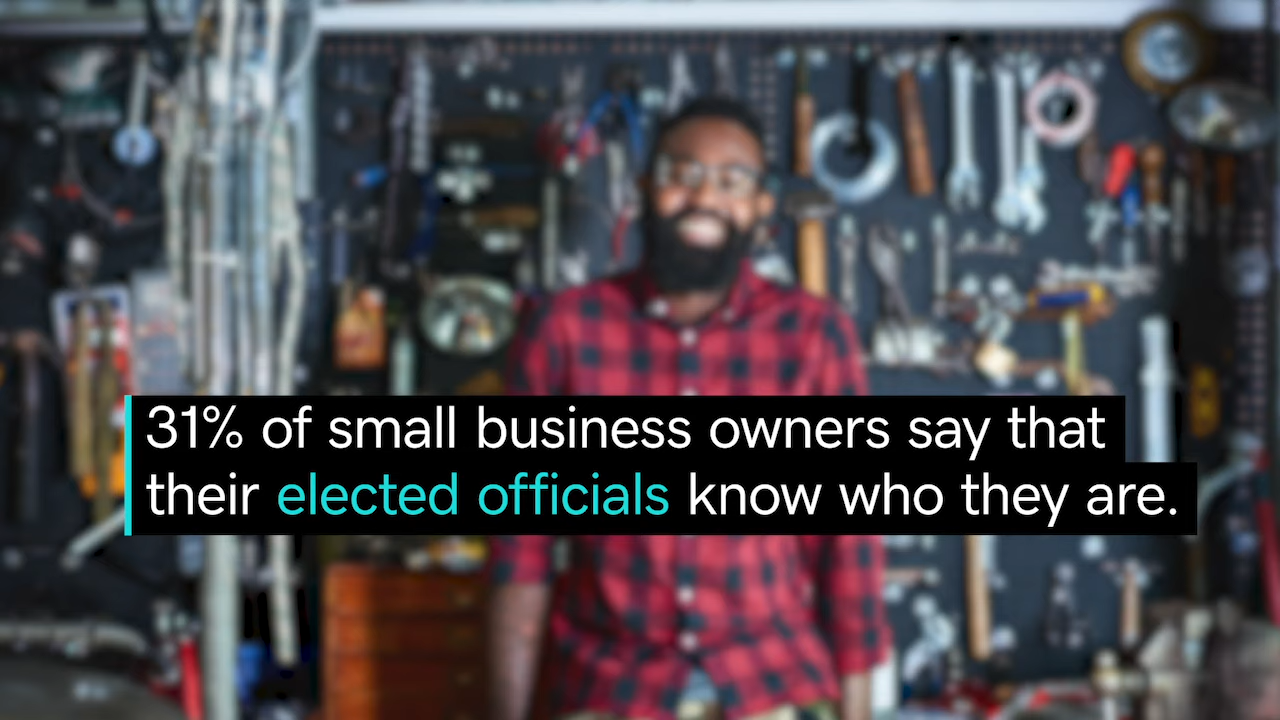 31% of small business owners say that
their elected officials know who they are.